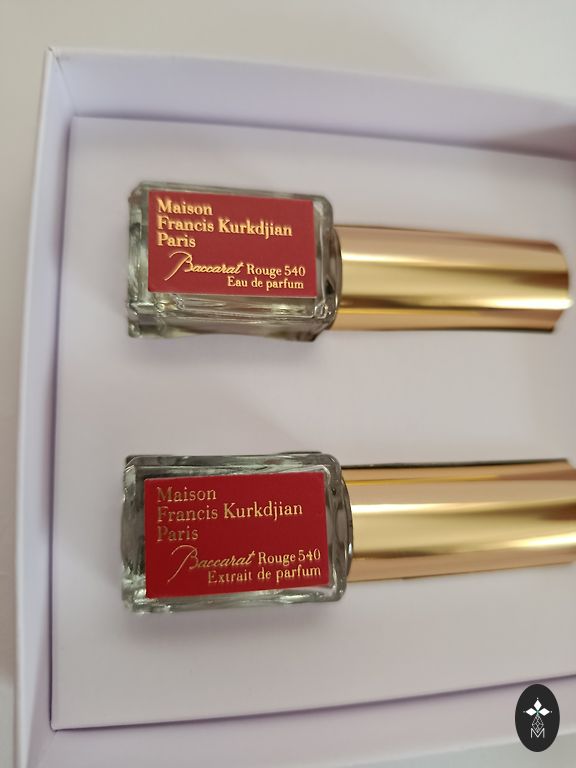 Maison
Francis Kurkdjian
Paris
Baccarat Rouge 540
Eau de parfum
Maison
Francis Kurkdjian
Paris
Baccarat Rouge 540
Extrait de parfum
M